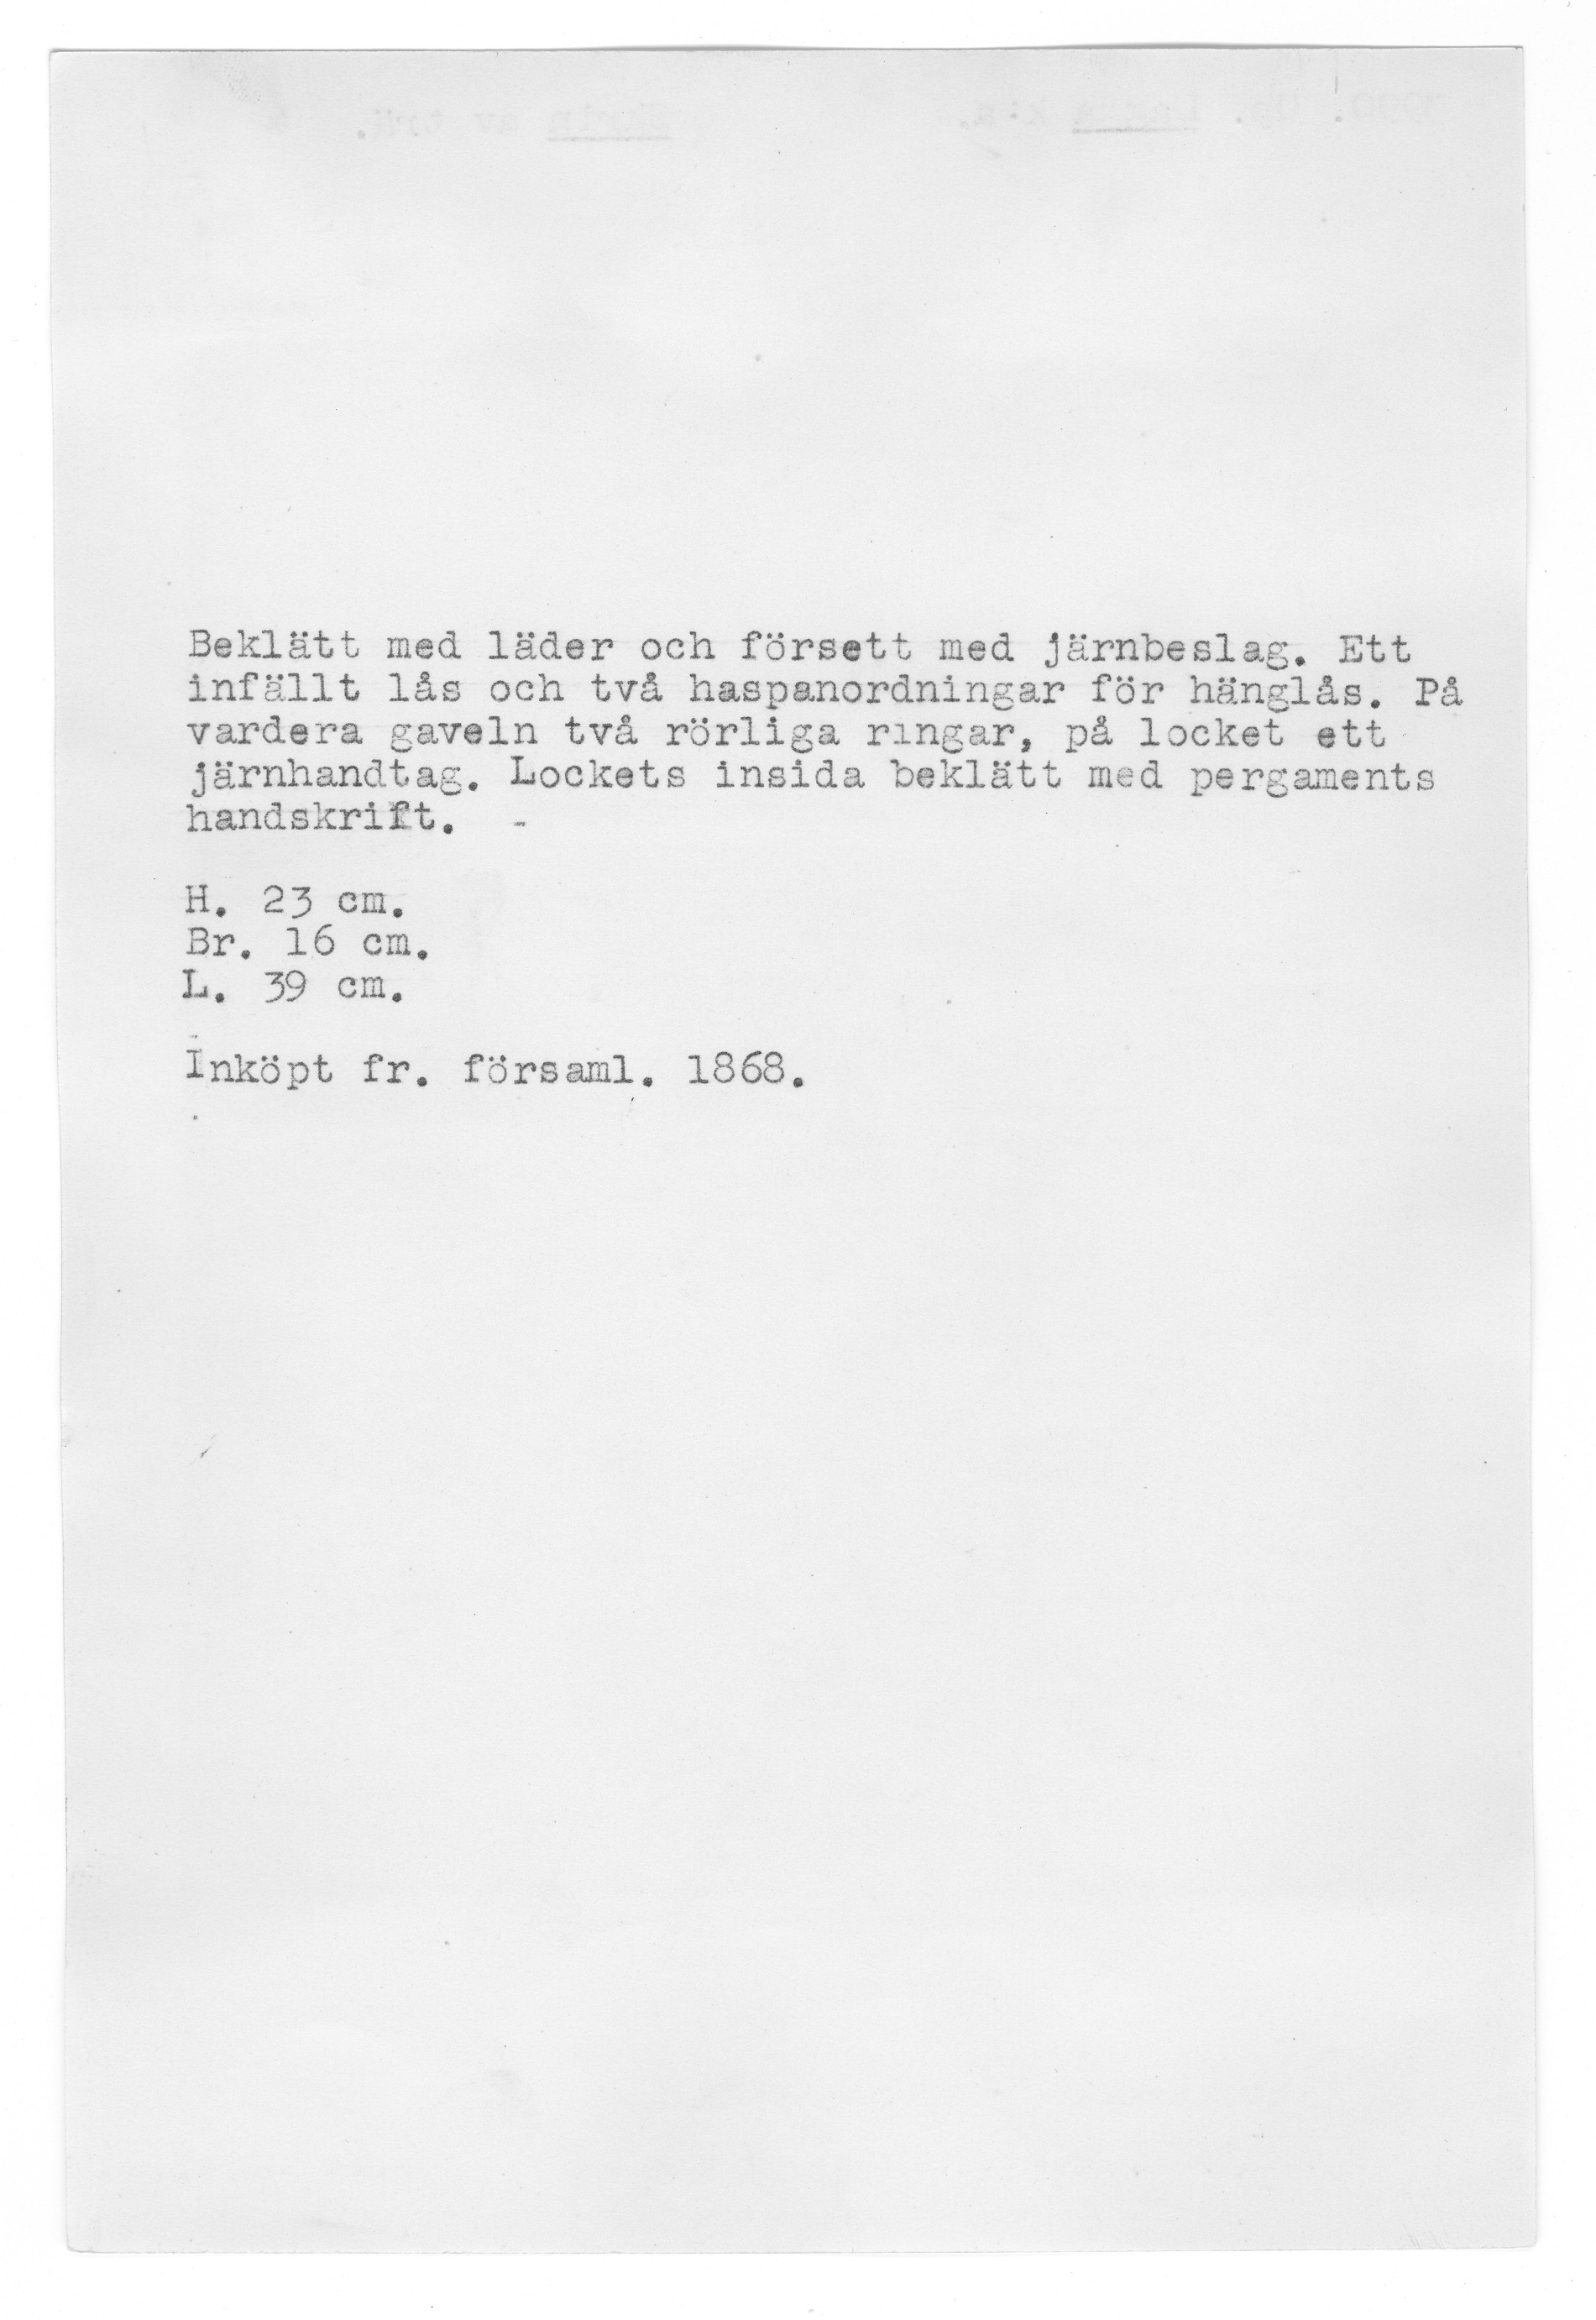 Beklätt med läder och försett med järnbeslag. Ett
infällt lås och två haspanordningar för hänglås. På
vardera gaveln två rörliga ringar, på locket ett
järnhandtag. Lockets insida beklätt med pergaments
handskrift. -
H. 23 cm.
Br. 16 cm.
L. 39 cm.
Inköpt fr. församl. 1868.